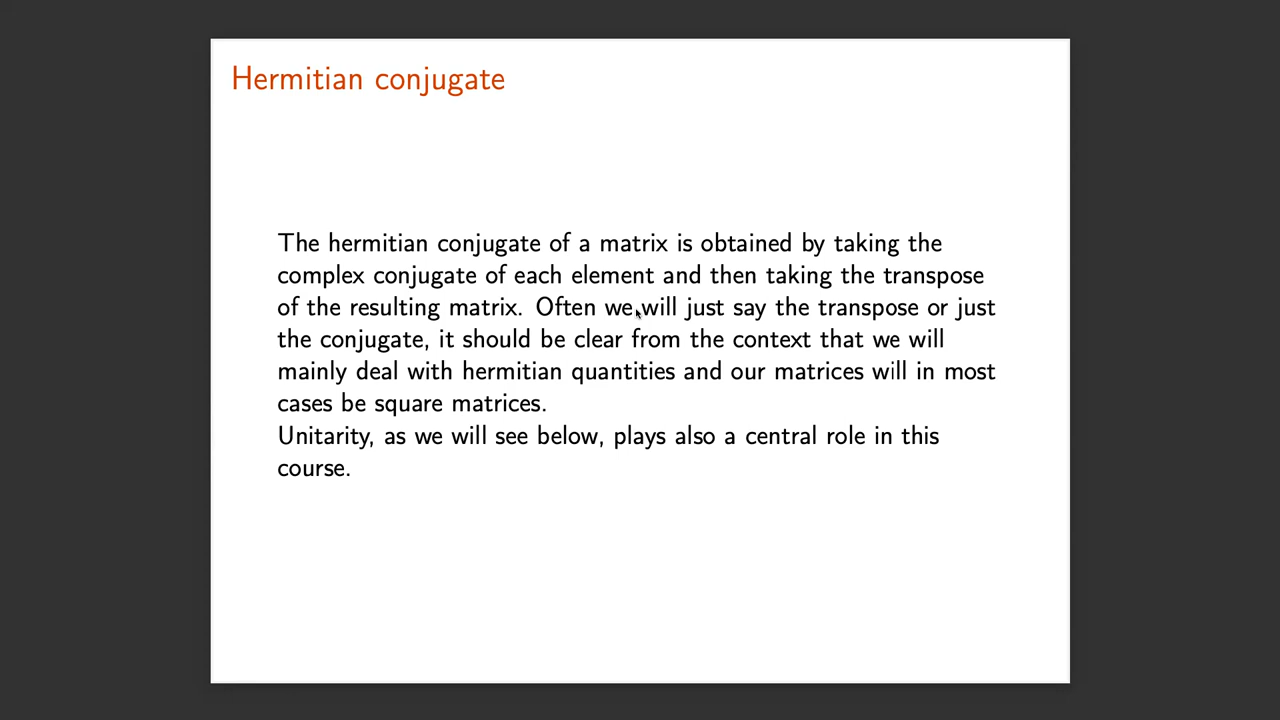 Hermitian conjugate
The hermitian conjugate of a matrix is obtained by taking the
complex conjugate of each element and then taking the transpose
of the resulting matrix. Often we will just say the transpose or just
the conjugate, it should be clear from the context that we will
mainly deal with hermitian quantities and our matrices will in most
cases be square matrices.
Unitarity, as we will see below, plays also a central role in this
course.